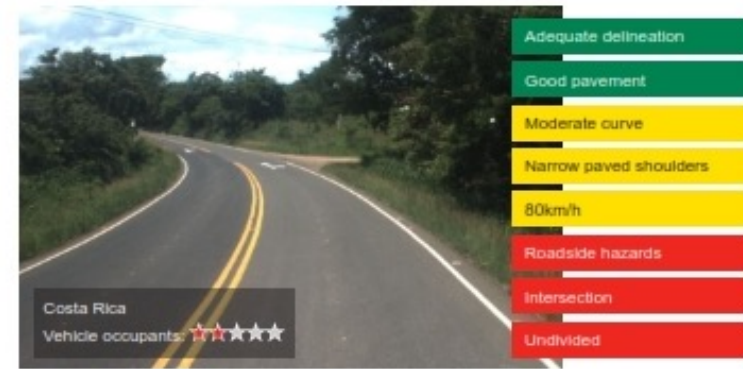 Adequate delineation
Good pavement
Moderate curve
Narrow paved shoulders
80km/h
Roadside hazards
Intersection
Undivided
Costa Rica
Vehicle occupants: